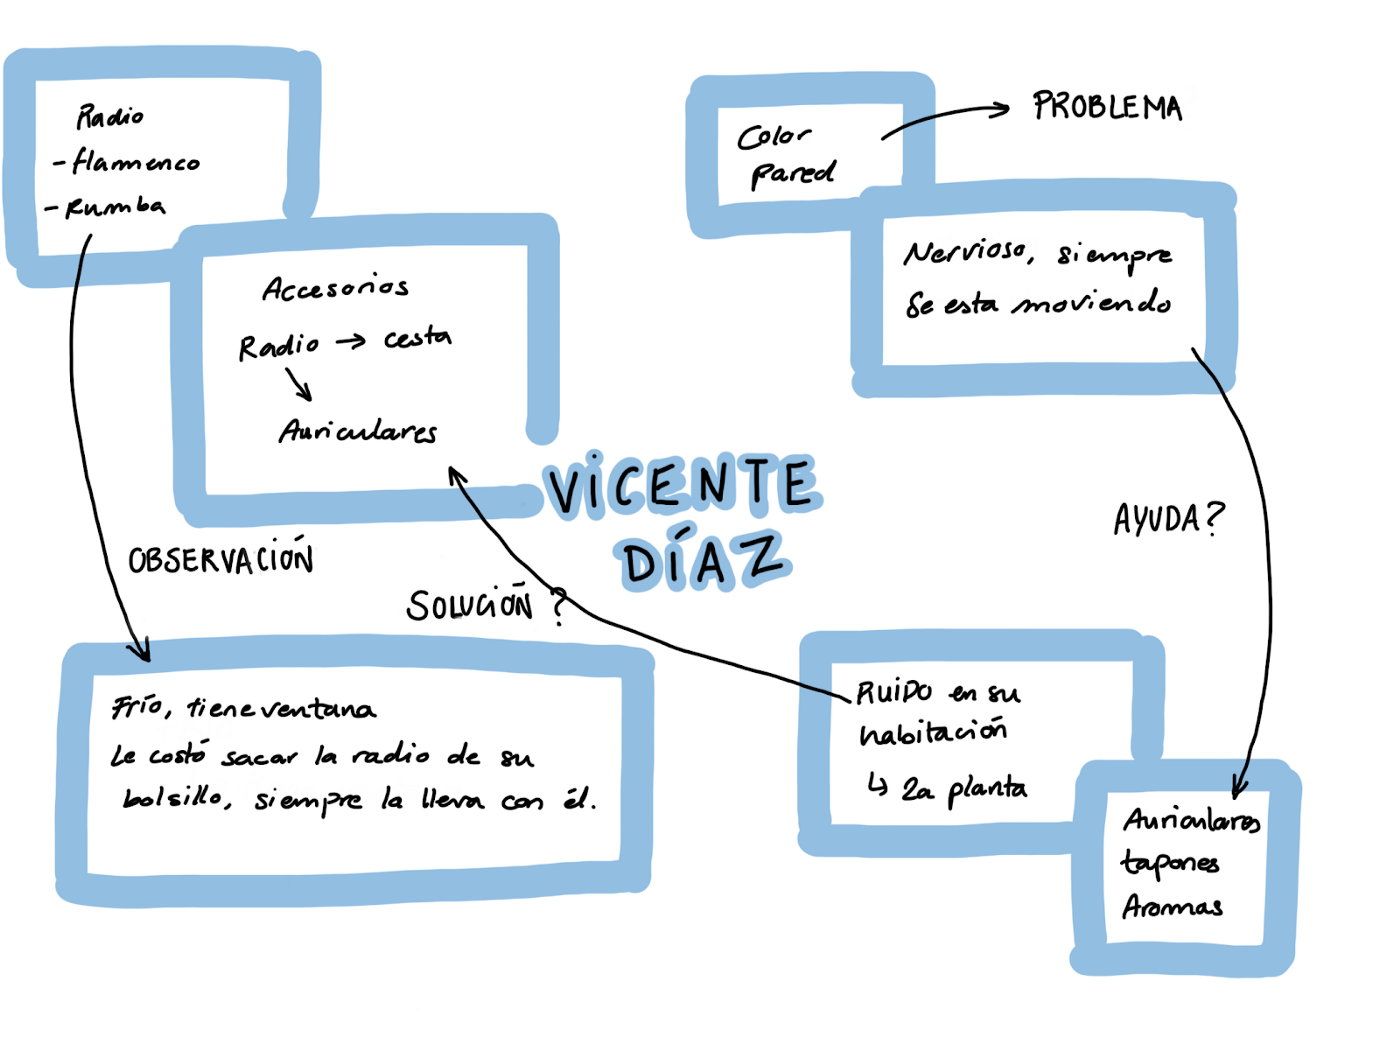 Radio
- flamenco
- Rumba
Accesorios
Radio → cesta
↘
Auriculares
Color
pared
PROBLEMA
Nervioso, siempre
Se esta moviendo
VICENTE
DÍAZ
AYUDA?
OBSERVACIÓN
SOLUCIÓN?
Frío, tiene ventana
Le costó sacar la radio de su
bolsillo, siempre la lleva con él.
RUIDO en su
habitación
↳ 2a planta
Auriculares
tapones
Aromas